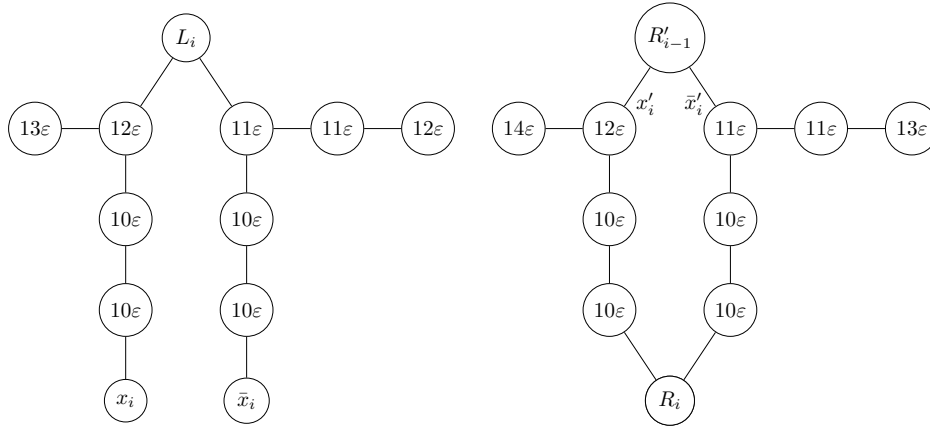 L_i R'_{i-1}
x'_i x̄'_i
13ε 12ε 11ε 11ε 12ε 14ε 12ε 11ε 11ε 13ε
10ε 10ε 10ε 10ε
10ε 10ε 10ε 10ε
x_i x̄_i R_i